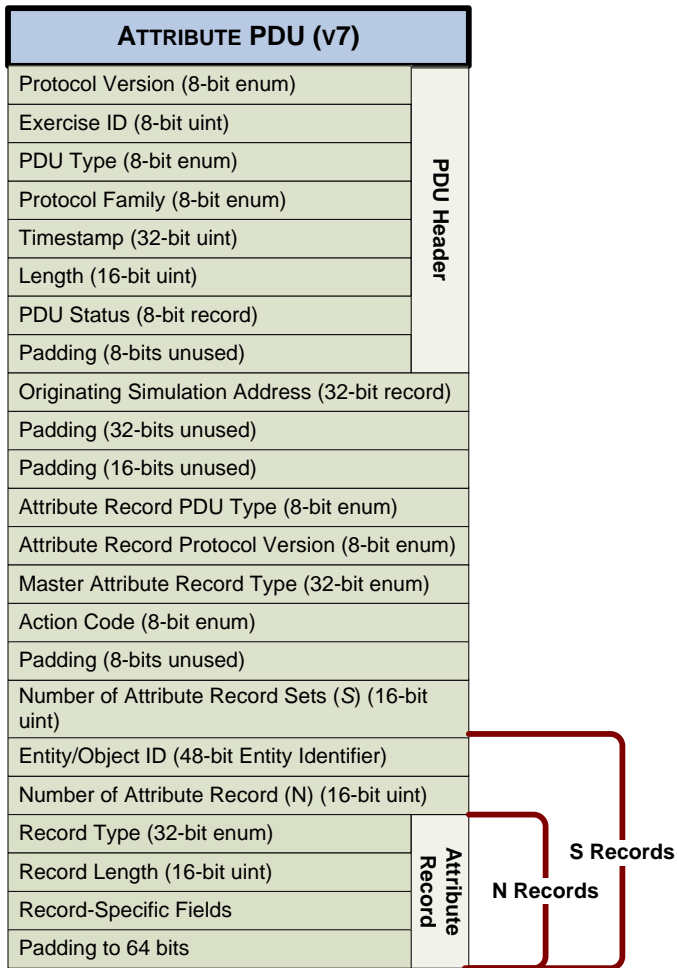 ATTRIBUTE PDU (V7)
Protocol Version (8-bit enum)
Exercise ID (8-bit uint)
PDU Type (8-bit enum)
Protocol Family (8-bit enum)
Timestamp (32-bit uint)
Length (16-bit uint)
PDU Status (8-bit record)
Padding (8-bits unused)
PDU Header
Originating Simulation Address (32-bit record)
Padding (32-bits unused)
Padding (16-bits unused)
Attribute Record PDU Type (8-bit enum)
Attribute Record Protocol Version (8-bit enum)
Master Attribute Record Type (32-bit enum)
Action Code (8-bit enum)
Padding (8-bits unused)
Number of Attribute Record Sets (S) (16-bit
uint)
Entity/Object ID (48-bit Entity Identifier)
Number of Attribute Record (N) (16-bit uint)
Record Type (32-bit enum)
Record Length (16-bit uint)
Record-Specific Fields
Padding to 64 bits
Attribute
Record
N Records
S Records